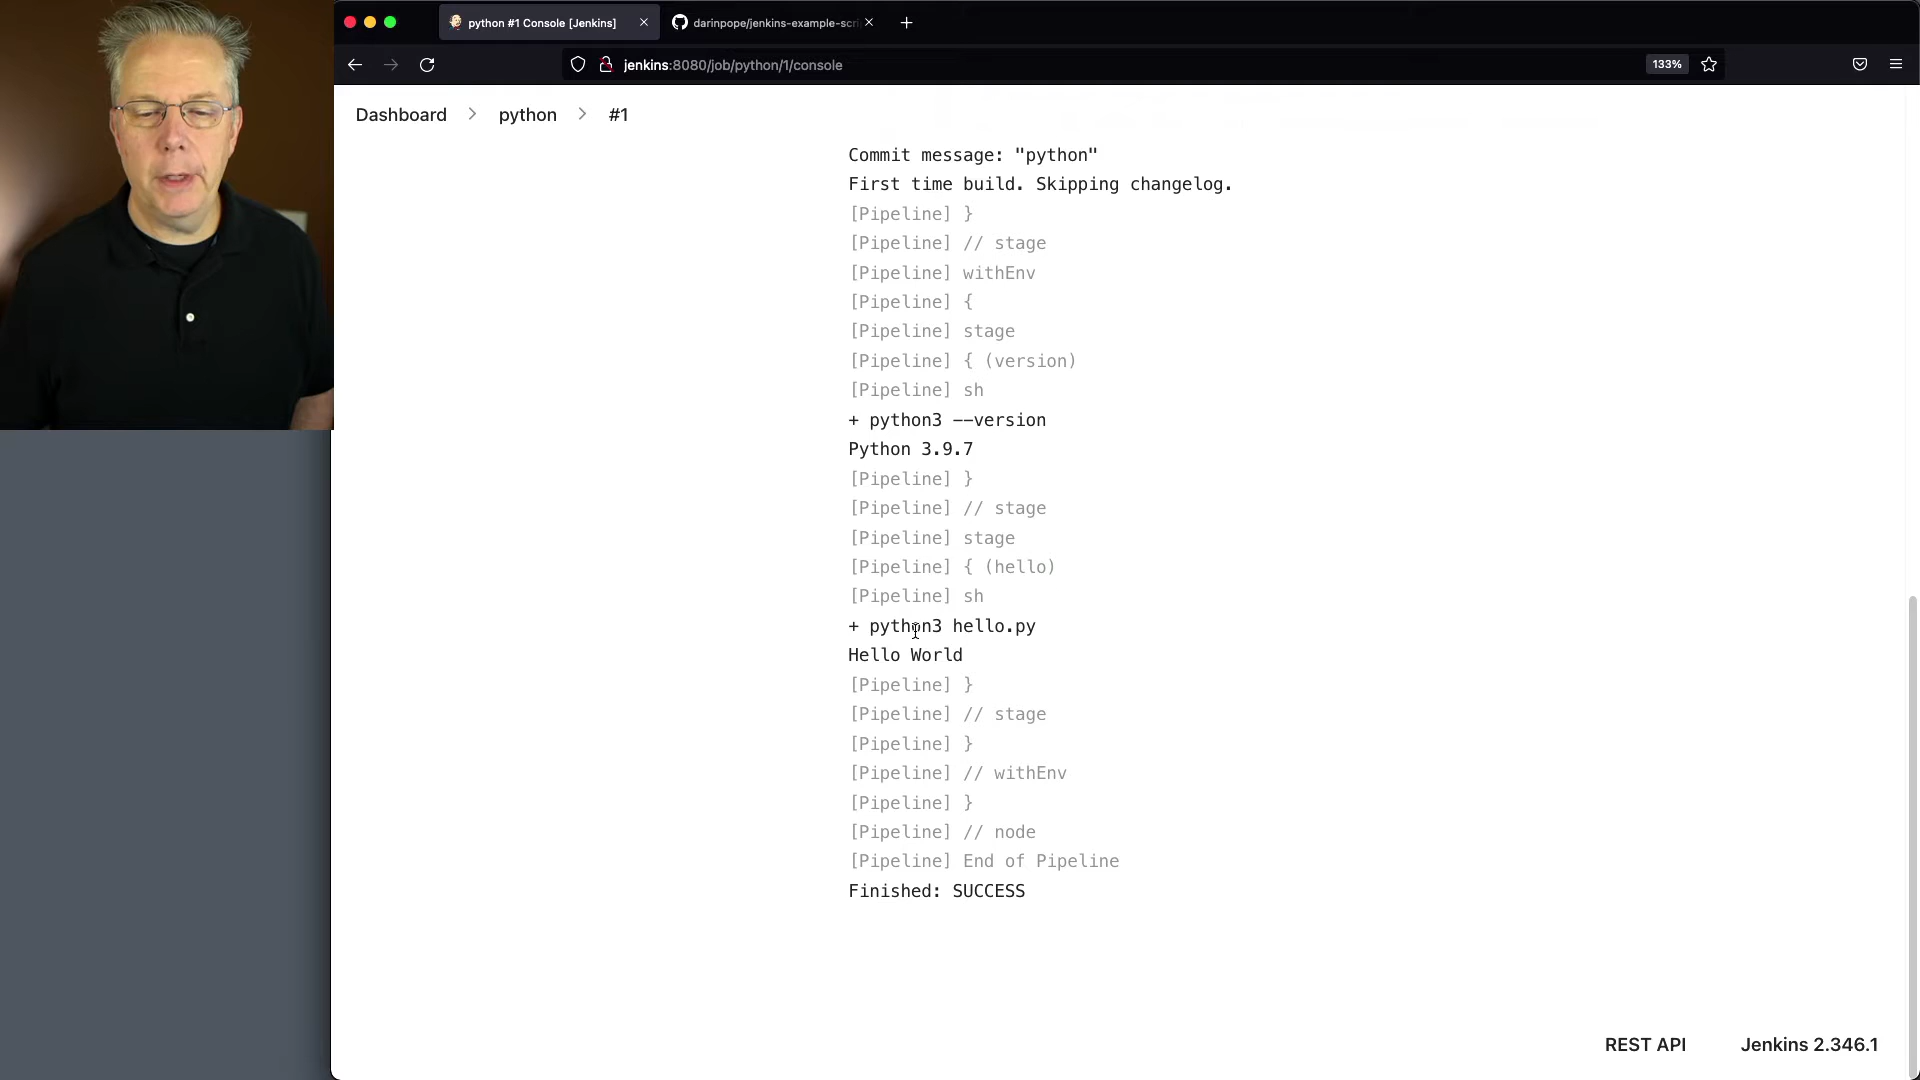 python #1 Console [Jenkins]
darinpope/jenkins-example-scri
jenkins:8080/job/python/1/console
133%
Dashboard > python > #1
Commit message: "python"
First time build. Skipping changelog.
[Pipeline] }
[Pipeline] // stage
[Pipeline] withEnv
[Pipeline] {
[Pipeline] stage
[Pipeline] { (version)
[Pipeline] sh
+ python3 --version
Python 3.9.7
[Pipeline] }
[Pipeline] // stage
[Pipeline] stage
[Pipeline] { (hello)
[Pipeline] sh
+ python3 hello.py
Hello World
[Pipeline] }
[Pipeline] // stage
[Pipeline] }
[Pipeline] // withEnv
[Pipeline] }
[Pipeline] // node
[Pipeline] End of Pipeline
Finished: SUCCESS
REST API
Jenkins 2.346.1